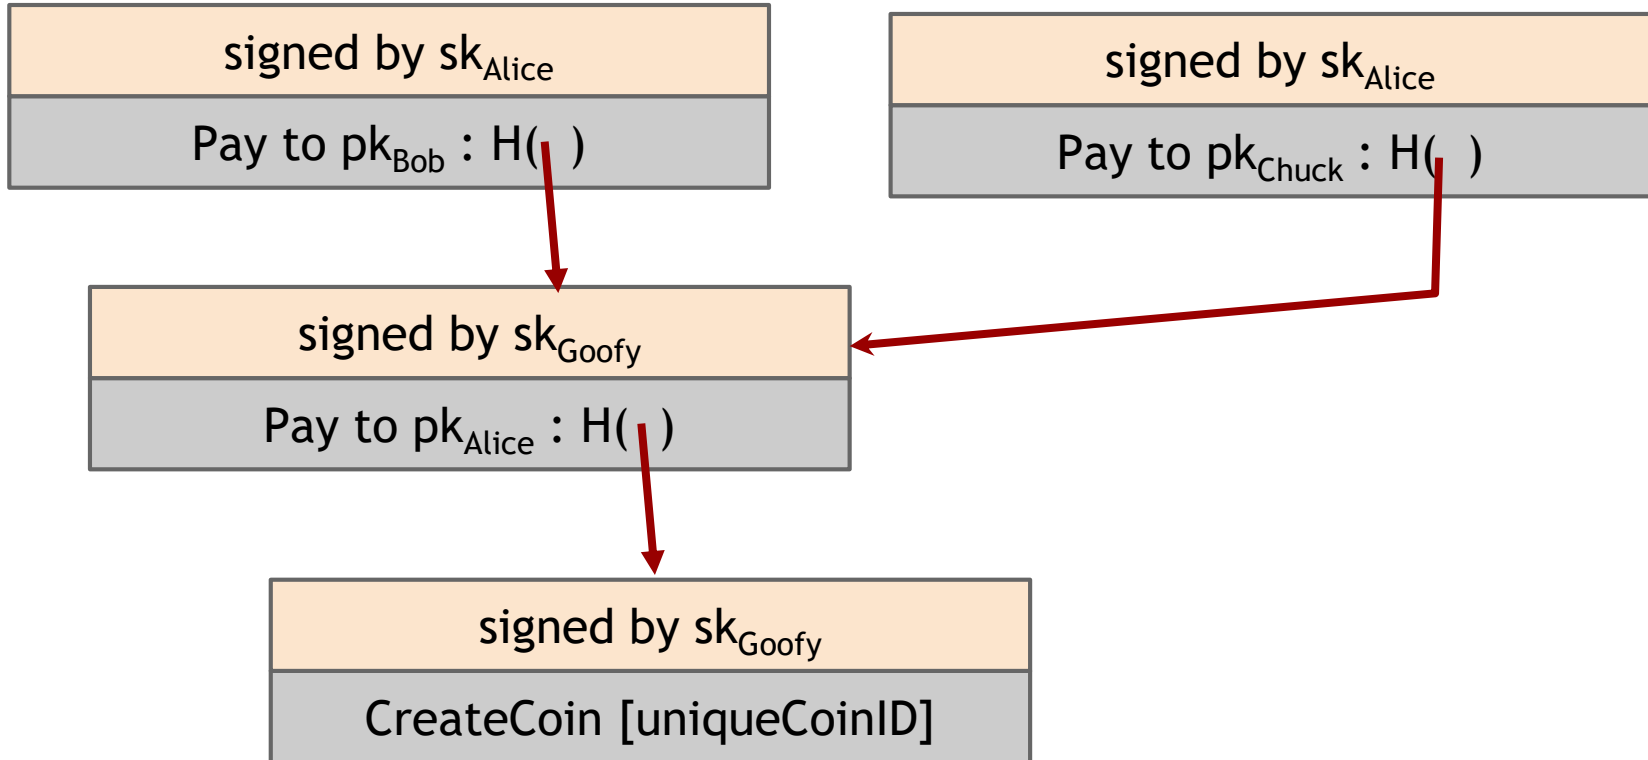 signed by skAlice
Pay to pkBob : H( )
signed by skAlice
Pay to pkChuck : H( )
signed by skGoofy
Pay to pkAlice : H( )
signed by skGoofy
CreateCoin [uniqueCoinID]